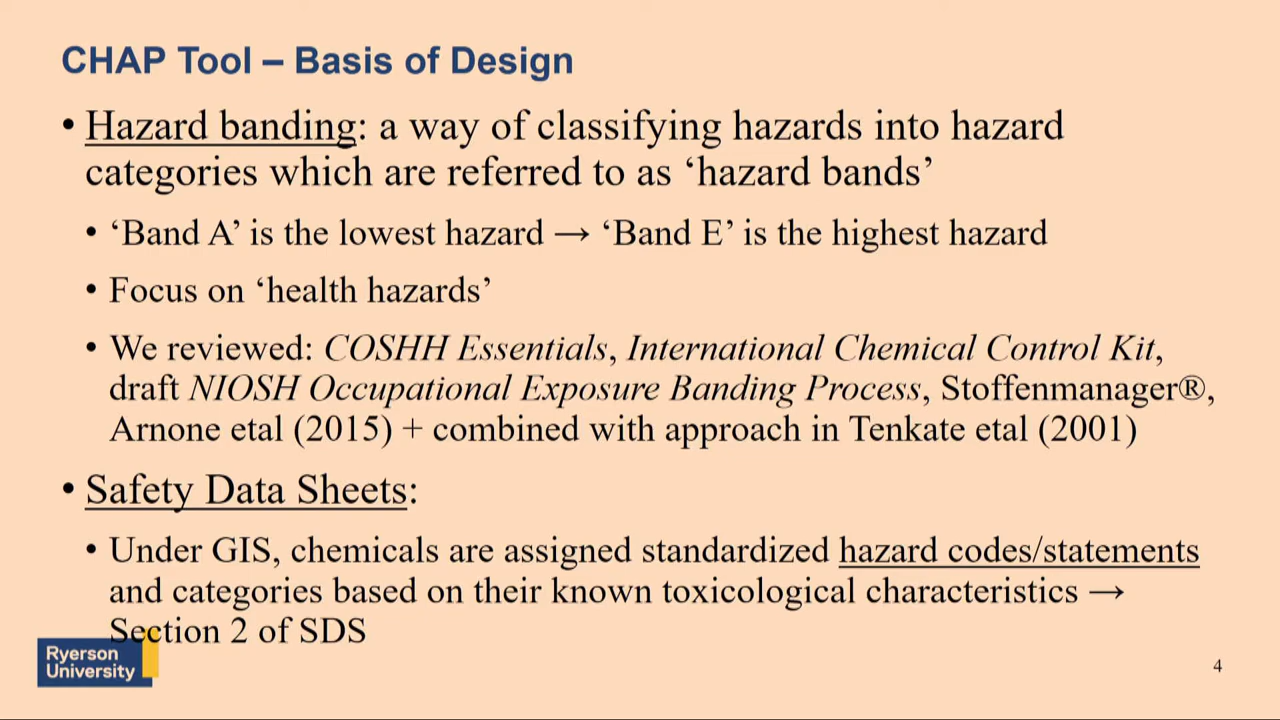 CHAP Tool – Basis of Design
• Hazard banding: a way of classifying hazards into hazard
categories which are referred to as ‘hazard bands’
• ‘Band A’ is the lowest hazard → ‘Band E’ is the highest hazard
• Focus on ‘health hazards’
• We reviewed: COSHH Essentials, International Chemical Control Kit,
draft NIOSH Occupational Exposure Banding Process, Stoffenmanager®,
Arnone etal (2015) + combined with approach in Tenkate etal (2001)
• Safety Data Sheets:
• Under GIS, chemicals are assigned standardized hazard codes/statements
and categories based on their known toxicological characteristics →
Section 2 of SDS
Ryerson
University
4